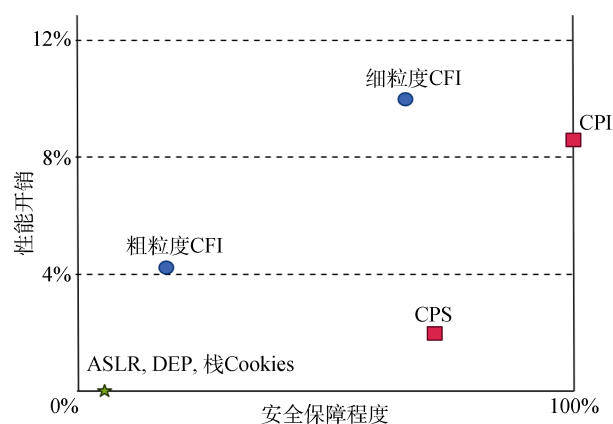 12%
细粒度CFI
CPI
8%
性能开销
粗粒度CFI
4%
CPS
ASLR, DEP, 栈Cookies
0%
安全保障程度
100%